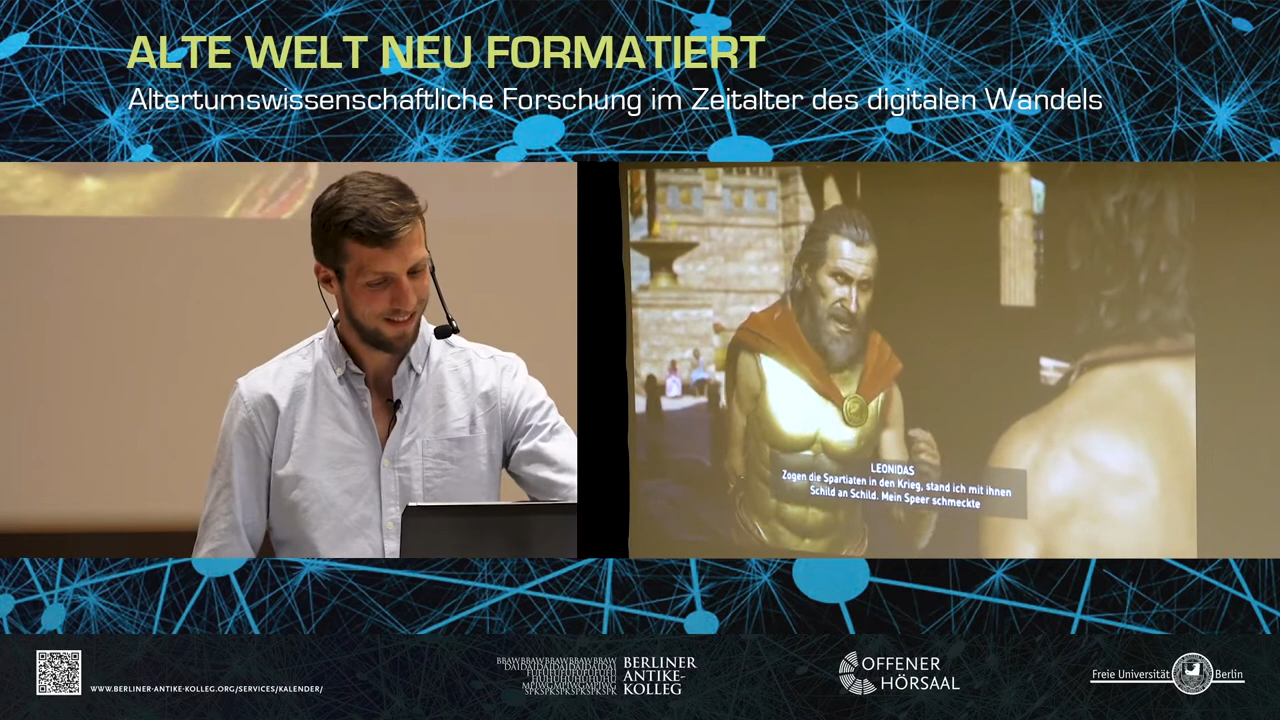 ALTE WELT NEU FORMATIERT
Altertumswissenschaftliche Forschung im Zeitalter des digitalen Wandels
LEONIDAS
Zogen die Spartiaten in den Krieg, stand ich mit ihnen
Schild an Schild. Mein Speer schmeckte
WWW.BERLINER-ANTIKE-KOLLEG.ORG/SERVICES/KALENDER/
BERLINER
ANTIKE-
KOLLEG
OFFENER
HÖRSAAL
Freie Universität Berlin